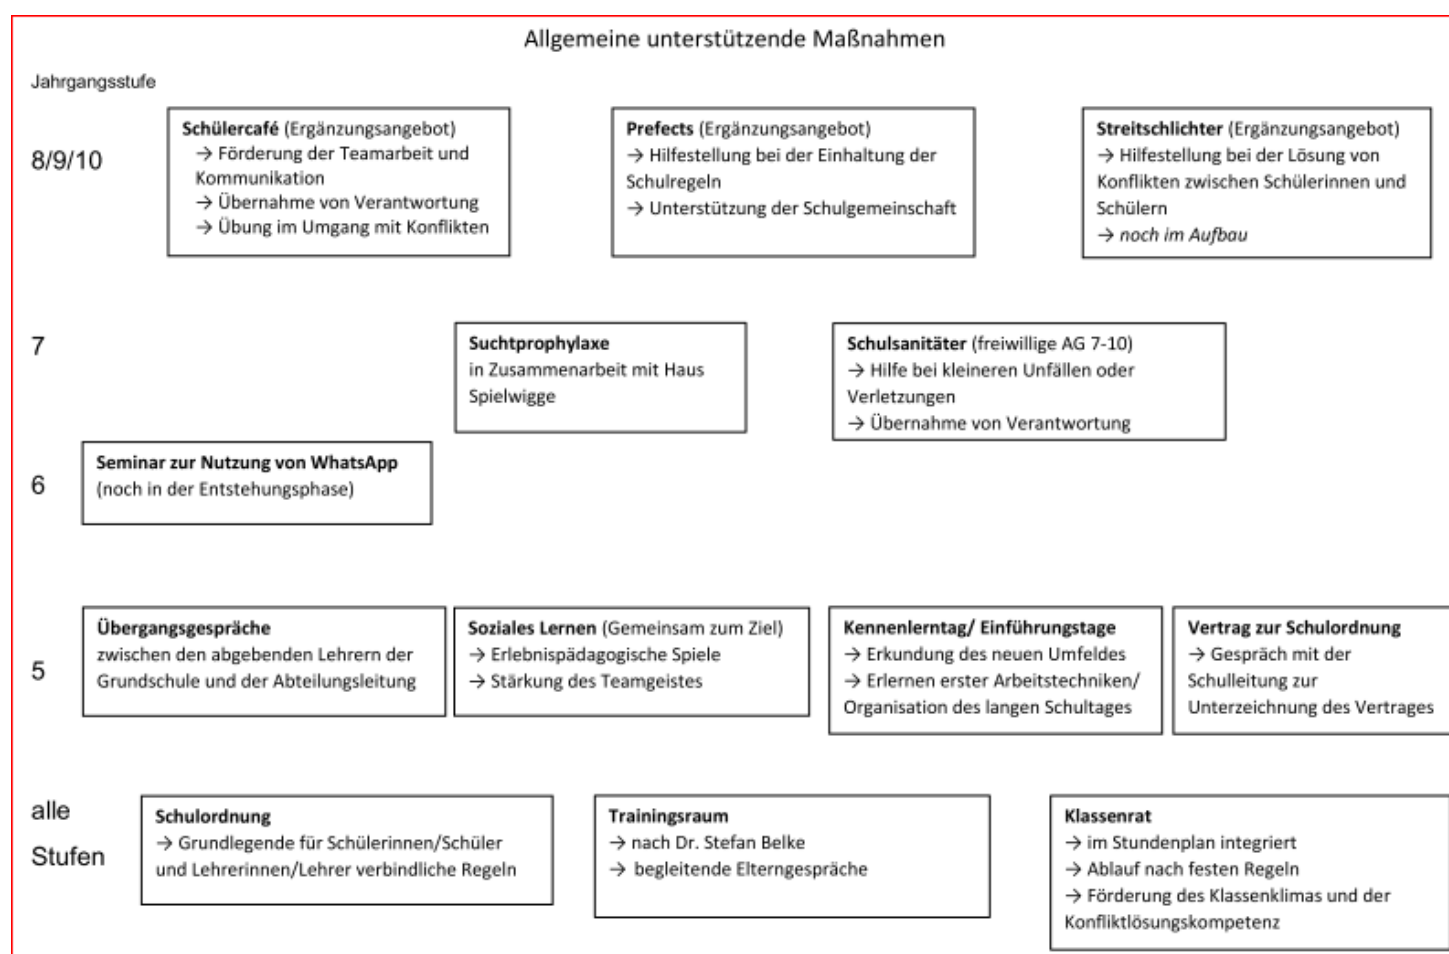 Allgemeine unterstützende Maßnahmen
Jahrgangsstufe
8/9/10
Schülercafé (Ergänzungsangebot)
→ Förderung der Teamarbeit und
Kommunikation
→ Übernahme von Verantwortung
→ Übung im Umgang mit Konflikten
Prefects (Ergänzungsangebot)
→ Hilfestellung bei der Einhaltung der
Schulregeln
→ Unterstützung der Schulgemeinschaft
Streitschlichter (Ergänzungsangebot)
→ Hilfestellung bei der Lösung von
Konflikten zwischen Schülerinnen und
Schülern
→ noch im Aufbau
7
Suchtprophylaxe
in Zusammenarbeit mit Haus
Spielwigge
Schulsanitäter (freiwillige AG 7-10)
→ Hilfe bei kleineren Unfällen oder
Verletzungen
→ Übernahme von Verantwortung
6
Seminar zur Nutzung von WhatsApp
(noch in der Entstehungsphase)
5
Übergangsgespräche
zwischen den abgebenden Lehrern der
Grundschule und der Abteilungsleitung
Soziales Lernen (Gemeinsam zum Ziel)
→ Erlebnispädagogische Spiele
→ Stärkung des Teamgeistes
Kennenlerntag/ Einführungstage
→ Erkundung des neuen Umfeldes
→ Erlernen erster Arbeitstechniken/
Organisation des langen Schultages
Vertrag zur Schulordnung
→ Gespräch mit der
Schulleitung zur
Unterzeichnung des Vertrages
alle
Stufen
Schulordnung
→ Grundlegende für Schülerinnen/Schüler
und Lehrerinnen/Lehrer verbindliche Regeln
Trainingsraum
→ nach Dr. Stefan Belke
→ begleitende Elterngespräche
Klassenrat
→ im Stundenplan integriert
→ Ablauf nach festen Regeln
→ Förderung des Klassenklimas und der
Konfliktlösungskompetenz